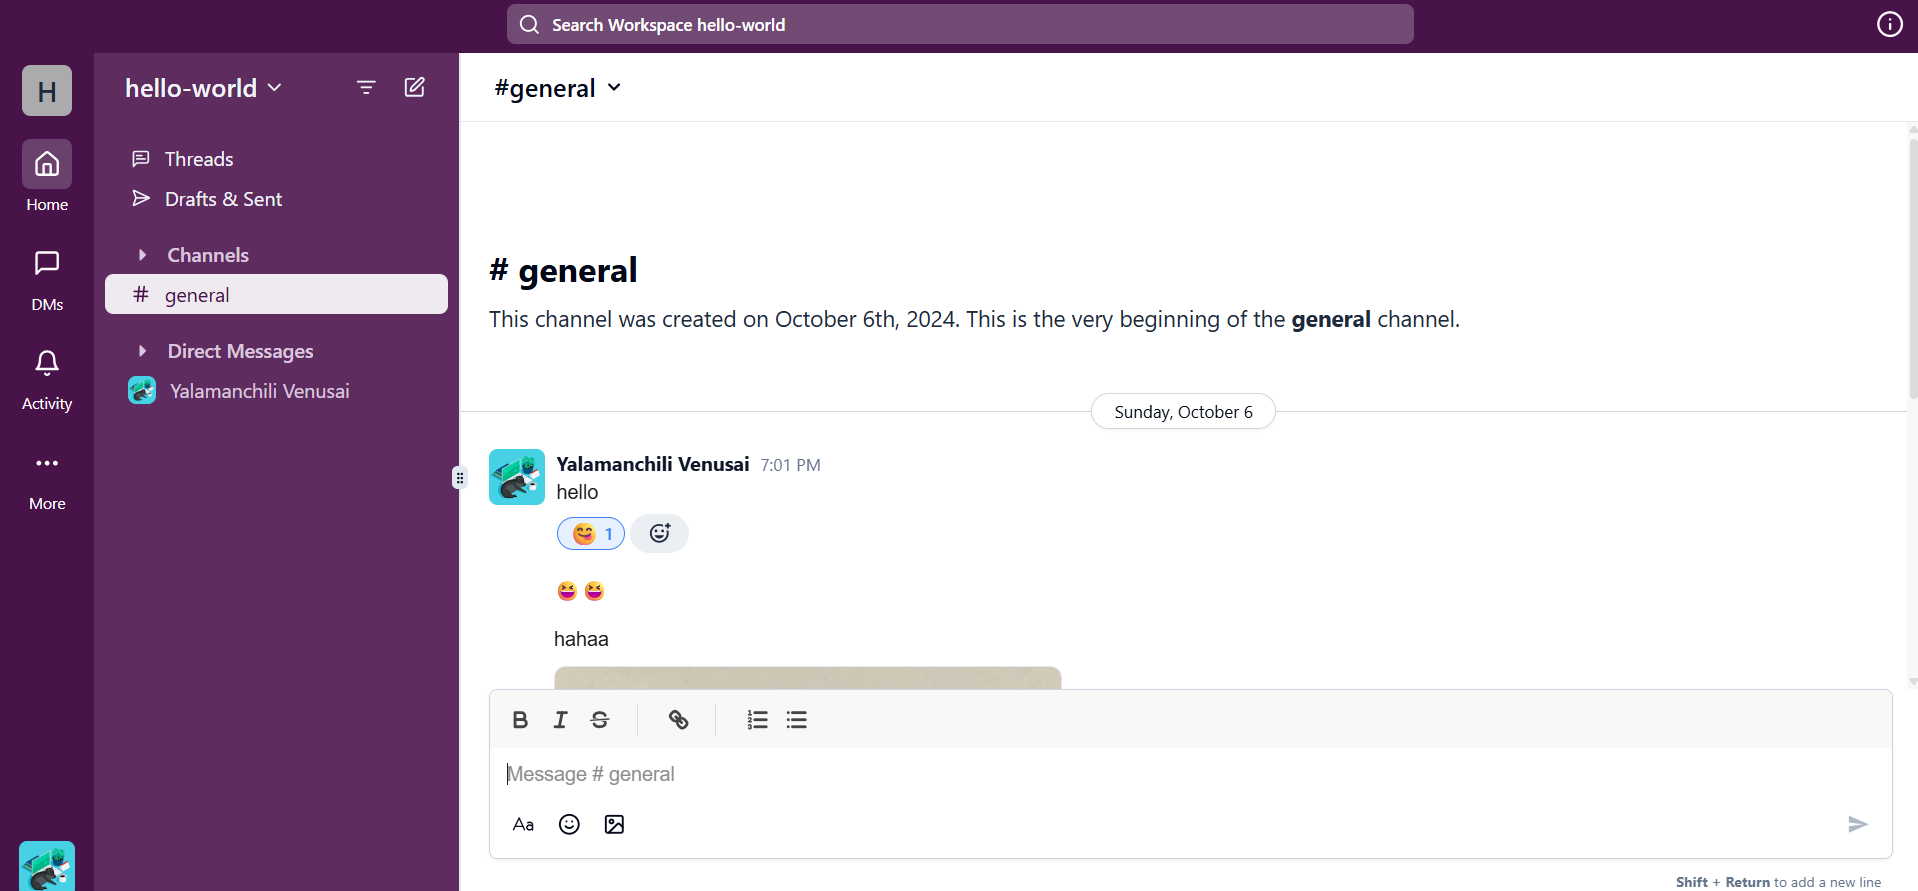 Search Workspace hello-world
H
Home
DMs
Activity
More
hello-world
Threads
Drafts & Sent
Channels
# general
Direct Messages
Yalamanchili Venusai
#general
# general
This channel was created on October 6th, 2024. This is the very beginning of the general channel.
Sunday, October 6
Yalamanchili Venusai 7:01 PM
hello
😋 1
😆 😆
hahaa
B I S
Message # general
Aa
Shift + Return to add a new line